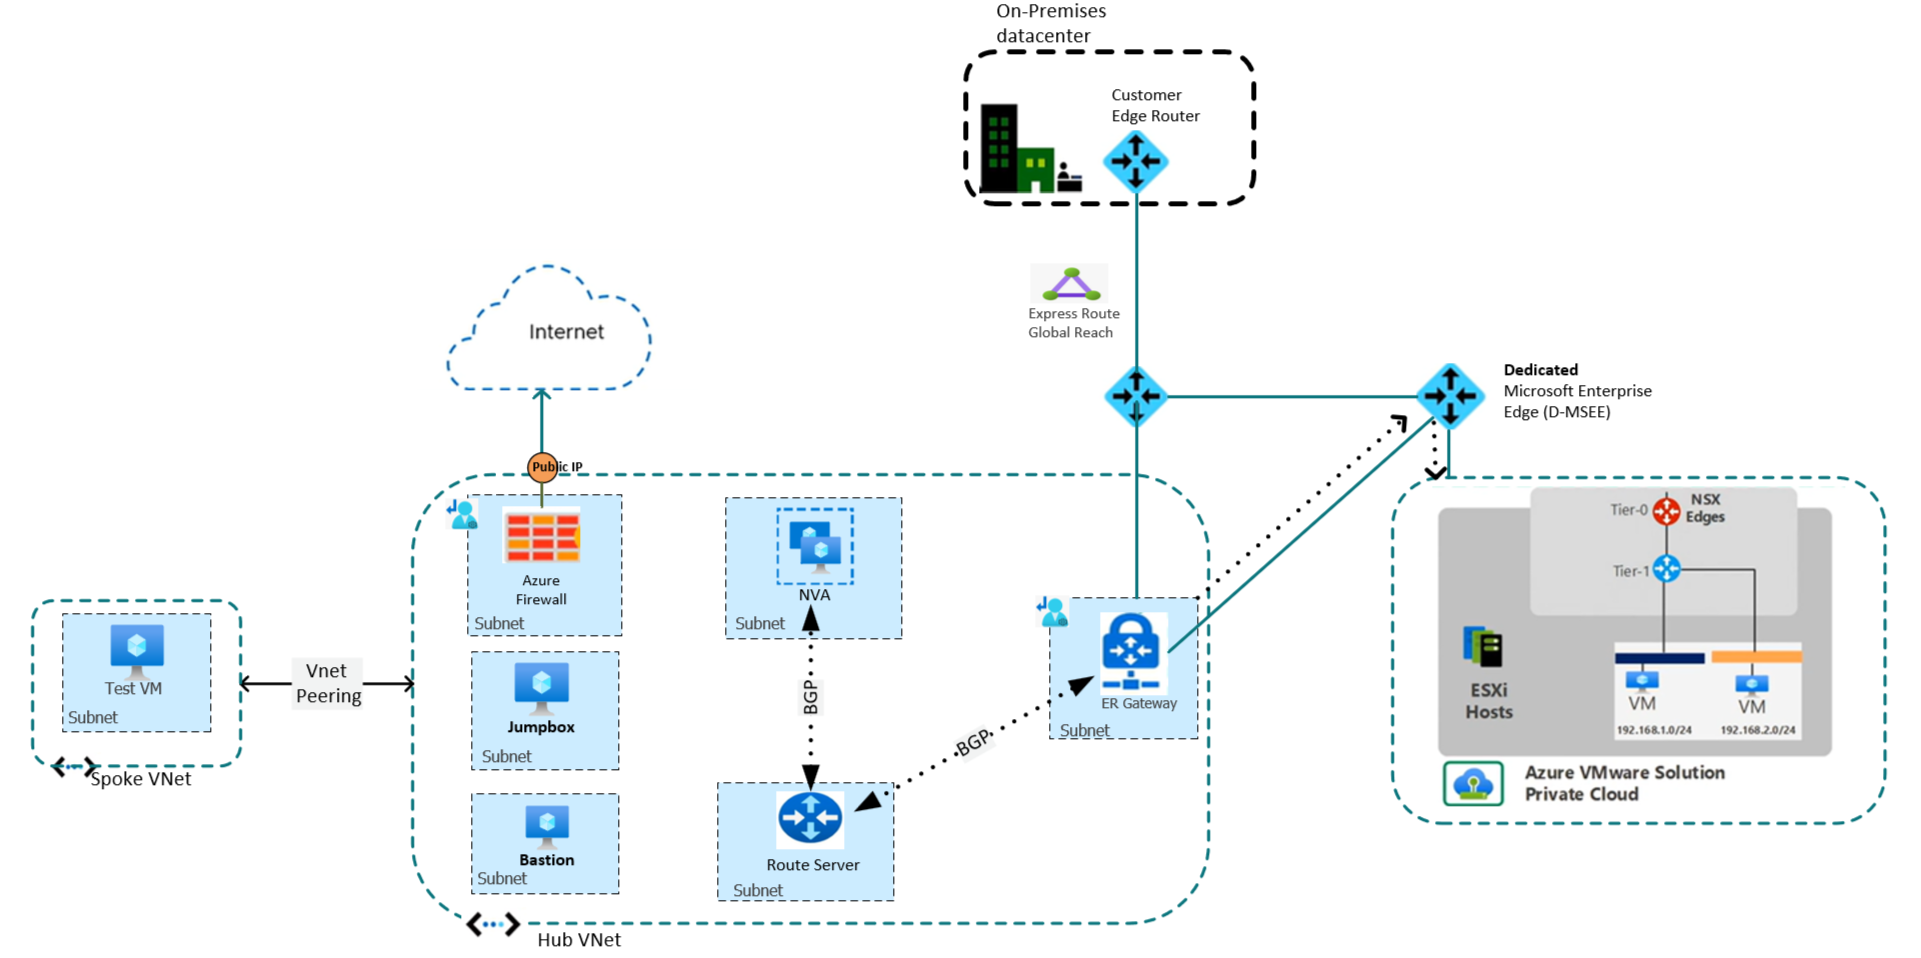 On-Premises
datacenter
Customer
Edge Router
Express Route
Global Reach
Internet
Dedicated
Microsoft Enterprise
Edge (D-MSEE)
Public IP
Azure
Firewall
Subnet
NVA
Subnet
Tier-0
NSX
Edges
Tier-1
Test VM
Subnet
Spoke VNet
Vnet
Peering
Jumpbox
Subnet
BGP
BGP
ER Gateway
Subnet
ESXi
Hosts
VM
VM
192.168.1.0/24
192.168.2.0/24
Azure VMware Solution
Private Cloud
Bastion
Subnet
Route Server
Subnet
Hub VNet